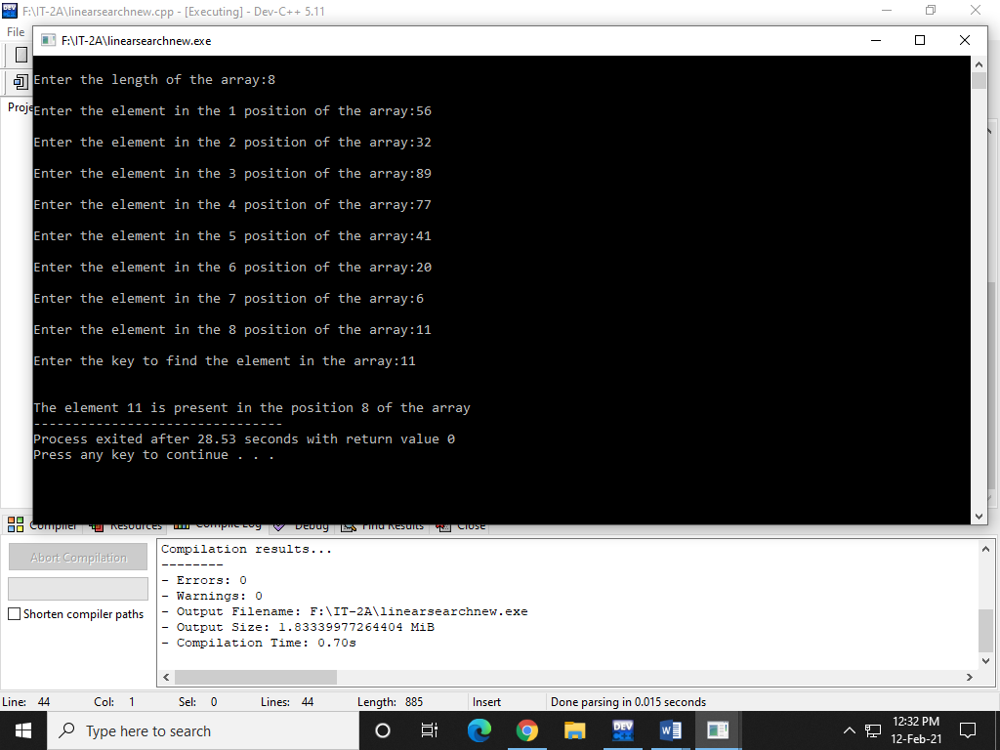 F:\IT-2A\linearsearchnew.cpp - [Executing] - Dev-C++ 5.11
File
F:\IT-2A\linearsearchnew.exe
Proje
Enter the length of the array:8
Enter the element in the 1 position of the array:56
Enter the element in the 2 position of the array:32
Enter the element in the 3 position of the array:89
Enter the element in the 4 position of the array:77
Enter the element in the 5 position of the array:41
Enter the element in the 6 position of the array:20
Enter the element in the 7 position of the array:6
Enter the element in the 8 position of the array:11
Enter the key to find the element in the array:11
The element 11 is present in the position 8 of the array
--------------------------------
Process exited after 28.53 seconds with return value 0
Press any key to continue . . .
Compiler Resources Compile Log Debug Find Results Close
Abort Compilation
Shorten compiler paths
Compilation results...
--------
- Errors: 0
- Warnings: 0
- Output Filename: F:\IT-2A\linearsearchnew.exe
- Output Size: 1.83339977264404 MiB
- Compilation Time: 0.70s
Line: 44 Col: 1 Sel: 0 Lines: 44 Length: 885 Insert Done parsing in 0.015 seconds
Type here to search
DEV
12:32 PM
12-Feb-21